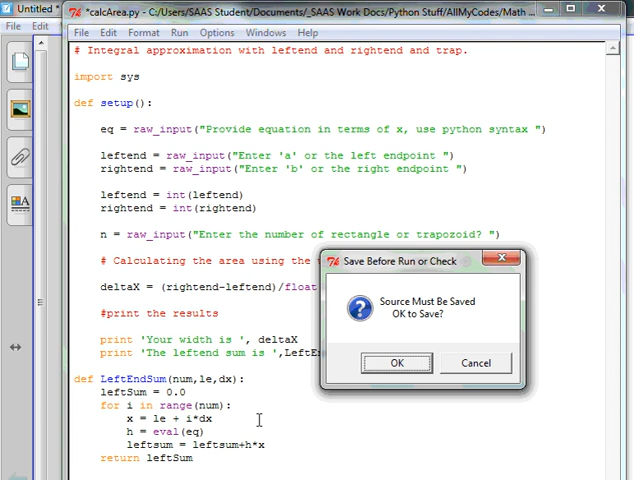 Untitled *
*calcArea.py - C:/Users/SAAS Student/Documents/_SAAS Work Docs/Python Stuff/AllMyCodes/Math ...
File Edit
File Edit Format Run Options Windows Help
# Integral approximation with leftend and rightend and trap.
import sys
def setup():
eq = raw_input("Provide equation in terms of x, use python syntax ")
leftend = raw_input("Enter 'a' or the left endpoint ")
rightend = raw_input("Enter 'b' or the right endpoint ")
leftend = int(leftend)
rightend = int(rightend)
n = raw_input("Enter the number of rectangle or trapozoid? ")
# Calculating the area using the
deltaX = (rightend-leftend)/float
#print the results
print 'Your width is ', deltaX
print 'The leftend sum is ',LeftEn
def LeftEndSum(num,le,dx):
leftSum = 0.0
for i in range(num):
x = le + i*dx
h = eval(eq)
leftsum = leftsum+h*x
return leftSum
Save Before Run or Check
Source Must Be Saved
OK to Save?
OK Cancel